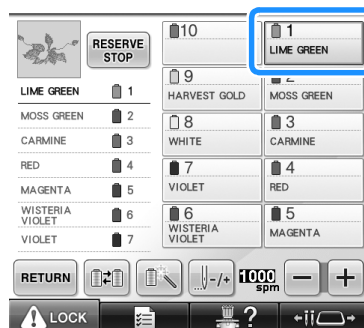 RESERVE
STOP
LIME GREEN 1
MOSS GREEN 2
CARMINE 3
RED 4
MAGENTA 5
WISTERIA
VIOLET 6
VIOLET 7
10
1
LIME GREEN
9
HARVEST GOLD
2
MOSS GREEN
8
WHITE
3
CARMINE
7
VIOLET
4
RED
6
WISTERIA
VIOLET
5
MAGENTA
RETURN
-/+
1000
spm
LOCK
?